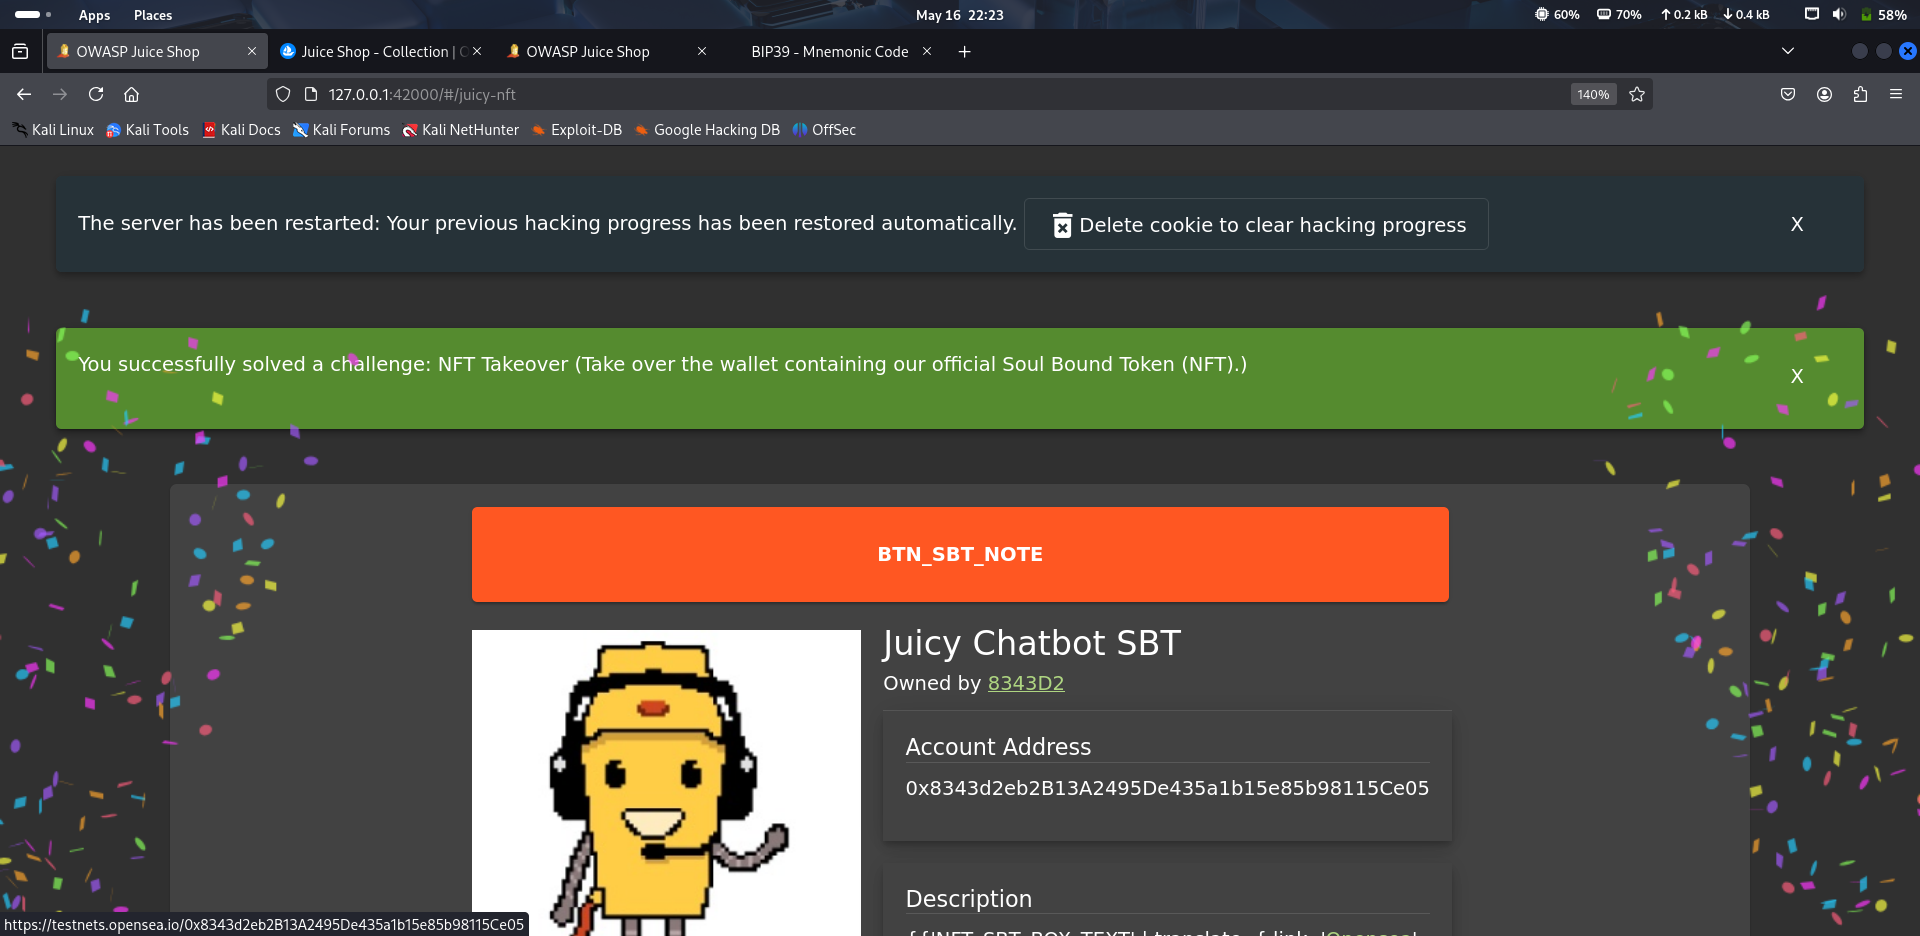 Apps Places May 16 22:23 60% 70% 0.2 kB 0.4 kB 58%
OWASP Juice Shop Juice Shop - Collection | OWASP Juice Shop BIP39 - Mnemonic Code
127.0.0.1:42000/#/juicy-nft 140%
Kali Linux Kali Tools Kali Docs Kali Forums Kali NetHunter Exploit-DB Google Hacking DB OffSec
The server has been restarted: Your previous hacking progress has been restored automatically. Delete cookie to clear hacking progress X
You successfully solved a challenge: NFT Takeover (Take over the wallet containing our official Soul Bound Token (NFT).) X
BTN_SBT_NOTE
Juicy Chatbot SBT
Owned by 8343D2
Account Address
0x8343d2eb2B13A2495De435a1b15e85b98115Ce05
Description
https://testnets.opensea.io/0x8343d2eb2B13A2495De435a1b15e85b98115Ce05